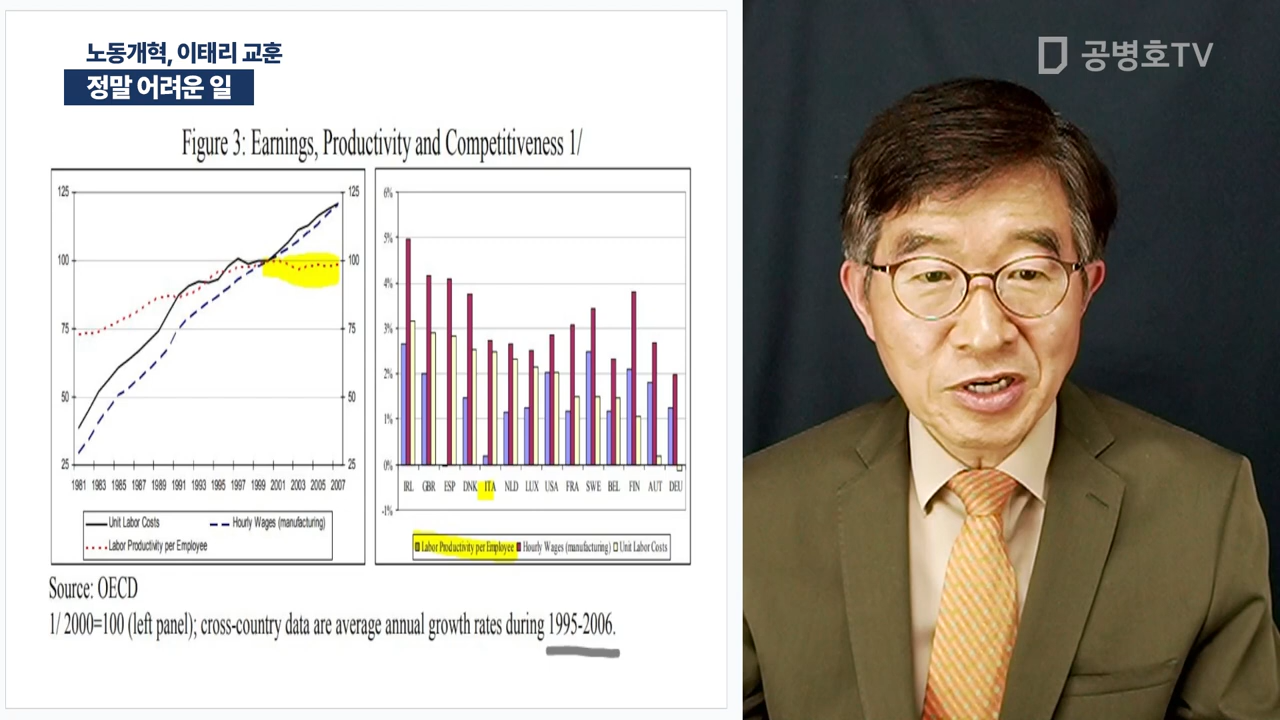 노동개혁, 이태리 교훈
정말 어려운 일
공병호TV
Figure 3: Earnings, Productivity and Competitiveness 1/
125
100
75
50
25
125
100
75
50
25
1981 1983 1985 1987 1989 1991 1993 1995 1997 1999 2001 2003 2005 2007
Unit Labor Costs
Hourly Wages (manufacturing)
Labor Productivity per Employee
6%
5%
4%
3%
2%
1%
0%
-1%
IRL GBR ESP DNK ITA NLD LUX USA FRA SWE BEL FIN AUT DEU
Labor Productivity per Employee Hourly Wages (manufacturing) Unit Labor Costs
Source: OECD
1/ 2000=100 (left panel); cross-country data are average annual growth rates during 1995-2006.